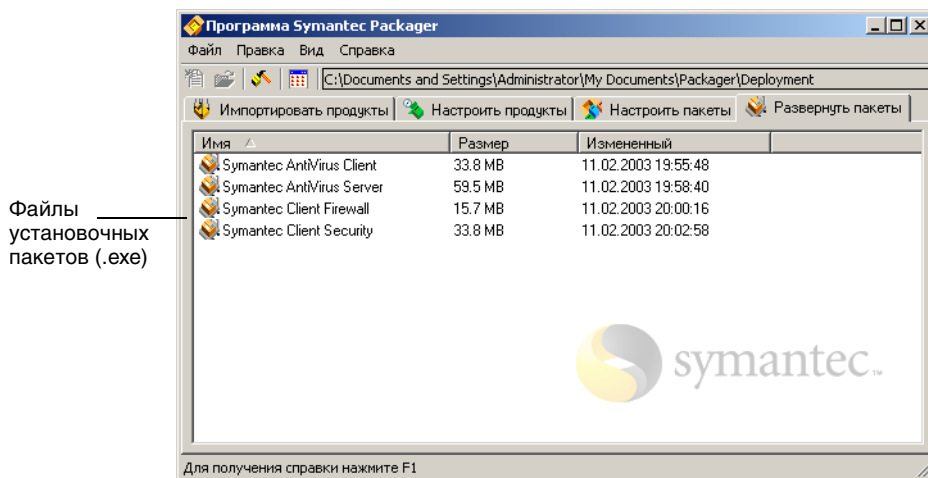 Программа Symantec Packager
Файл Правка Вид Справка
C:\Documents and Settings\Administrator\My Documents\Packager\Deployment
Импортировать продукты Настроить продукты Настроить пакеты Развернуть пакеты
Имя Размер Измененный
Symantec AntiVirus Client 33.8 MB 11.02.2003 19:55:48
Symantec AntiVirus Server 59.5 MB 11.02.2003 19:58:40
Symantec Client Firewall 15.7 MB 11.02.2003 20:00:16
Symantec Client Security 33.8 MB 11.02.2003 20:02:58
Файлы
установочных
пакетов (.exe)
symantec™
Для получения справки нажмите F1